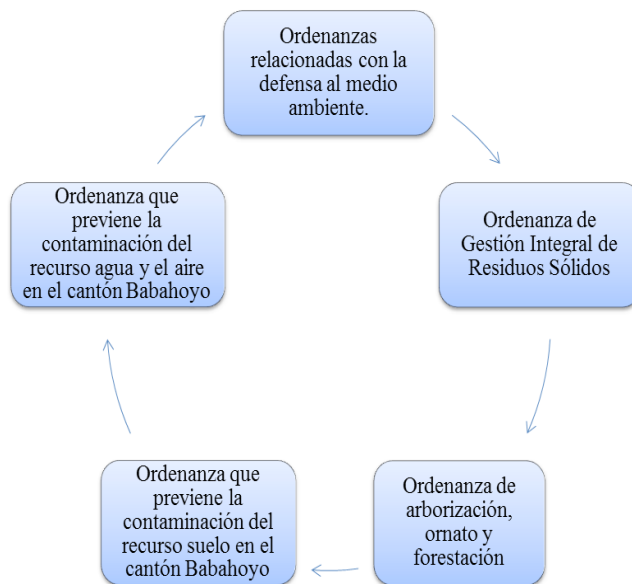 Ordenanzas
relacionadas con la
defensa al medio
ambiente.
Ordenanza de
Gestión Integral de
Residuos Sólidos
Ordenanza de
arborización,
ornato y
forestación
Ordenanza que
previene la
contaminación del
recurso suelo en el
cantón Babahoyo
Ordenanza que
previene la
contaminación del
recurso agua y el aire
en el cantón Babahoyo